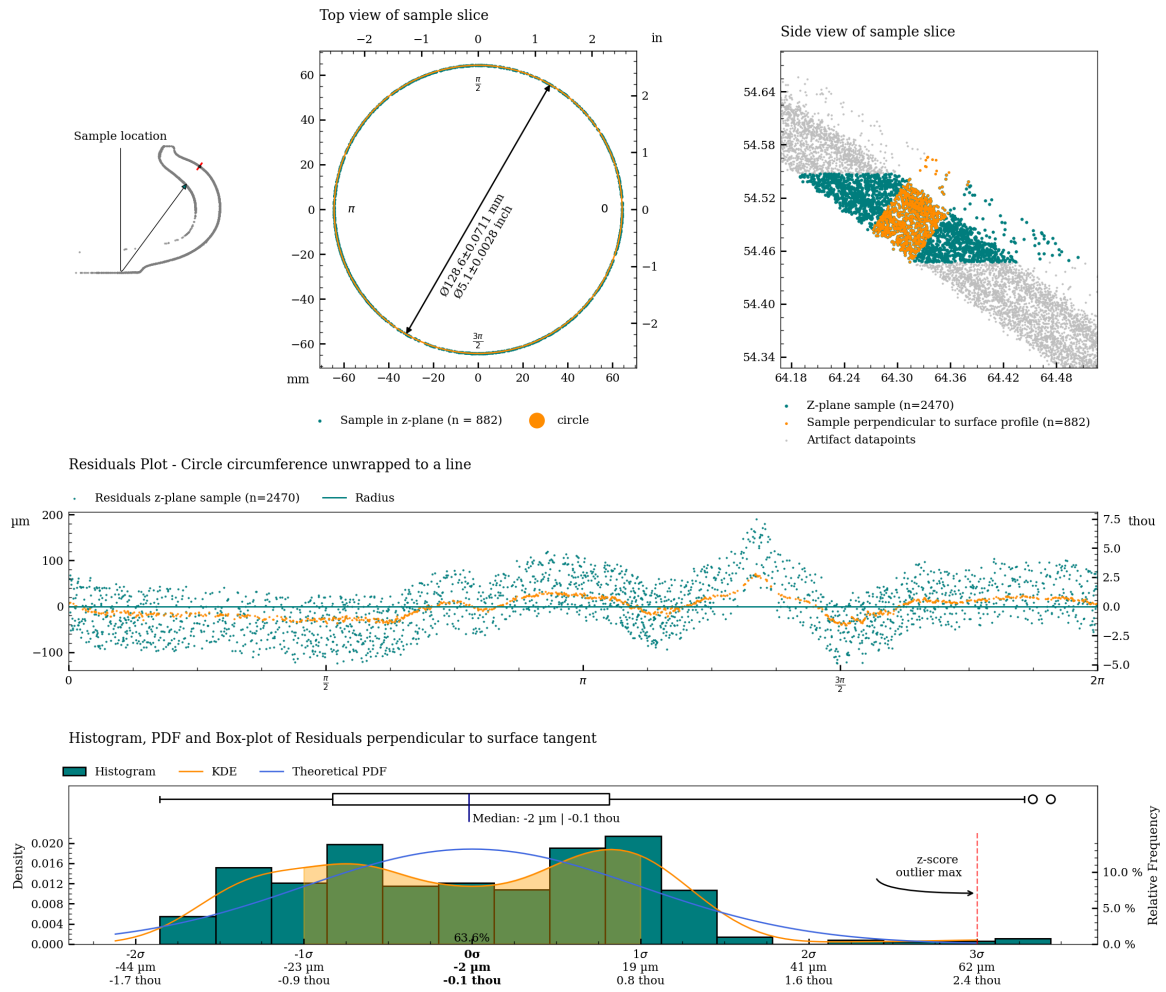 Top view of sample slice
−2 −1 0 1 2 in
Side view of sample slice
Sample location
60
40
20
0
−20
−40
−60
2
1
0
−1
−2
π/2
π
0
3π/2
Ø128.6±0.0711 mm
Ø5.1±0.0028 inch
mm −60 −40 −20 0 20 40 60
Sample in z-plane (n = 882) circle
54.64
54.58
54.52
54.46
54.40
54.34
64.18 64.24 64.30 64.36 64.42 64.48
Z-plane sample (n=2470)
Sample perpendicular to surface profile (n=882)
Artifact datapoints
Residuals Plot - Circle circumference unwrapped to a line
Residuals z-plane sample (n=2470) Radius
µm
200
100
0
−100
7.5 thou
5.0
2.5
0.0
−2.5
−5.0
0 π/2 π 3π/2 2π
Histogram, PDF and Box-plot of Residuals perpendicular to surface tangent
Histogram KDE Theoretical PDF
Median: -2 µm | -0.1 thou
Density
0.020
0.016
0.012
0.008
0.004
0.000
z-score
outlier max
10.0 %
5.0 %
0.0 %
Relative Frequency
63.6%
-2σ -1σ 0σ 1σ 2σ 3σ
-44 µm -23 µm -2 µm 19 µm 41 µm 62 µm
-1.7 thou -0.9 thou -0.1 thou 0.8 thou 1.6 thou 2.4 thou